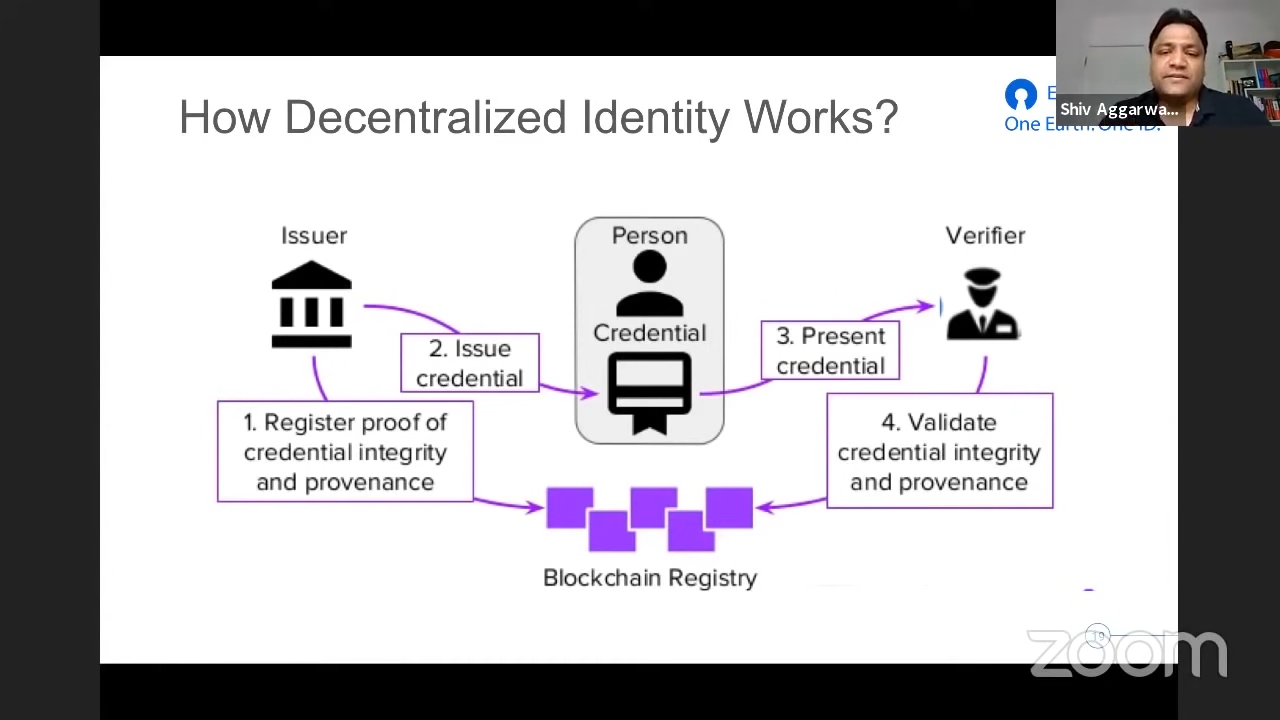 How Decentralized Identity Works?
E
One Earth. One ID.
Shiv Aggarwa...
Issuer
Person
Verifier
Credential
2. Issue
credential
3. Present
credential
1. Register proof of
credential integrity
and provenance
4. Validate
credential integrity
and provenance
Blockchain Registry
19
zoom